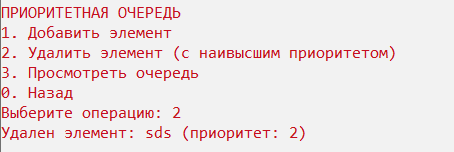 ПРИОРИТЕТНАЯ ОЧЕРЕДЬ
1. Добавить элемент
2. Удалить элемент (с наивысшим приоритетом)
3. Просмотреть очередь
0. Назад
Выберите операцию: 2
Удален элемент: sds (приоритет: 2)